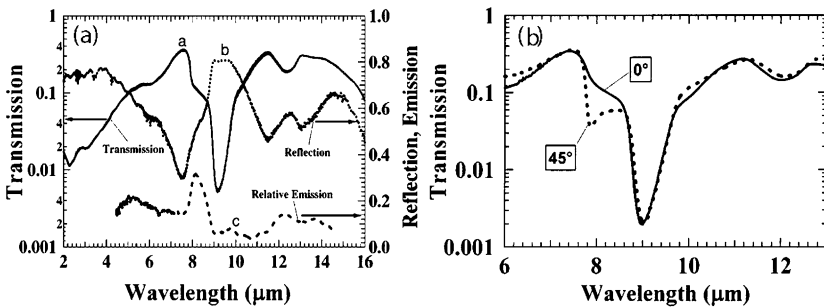 (a)
a
b
c
Transmission
Reflection
Relative Emission
Transmission
1
4
2
0.1
4
2
0.01
4
2
0.001
Reflection, Emission
1.0
0.8
0.6
0.4
0.2
0.0
2 4 6 8 10 12 14 16
Wavelength (μm)
(b)
0°
45°
Transmission
1
0.1
0.01
0.001
6 8 10 12
Wavelength (μm)